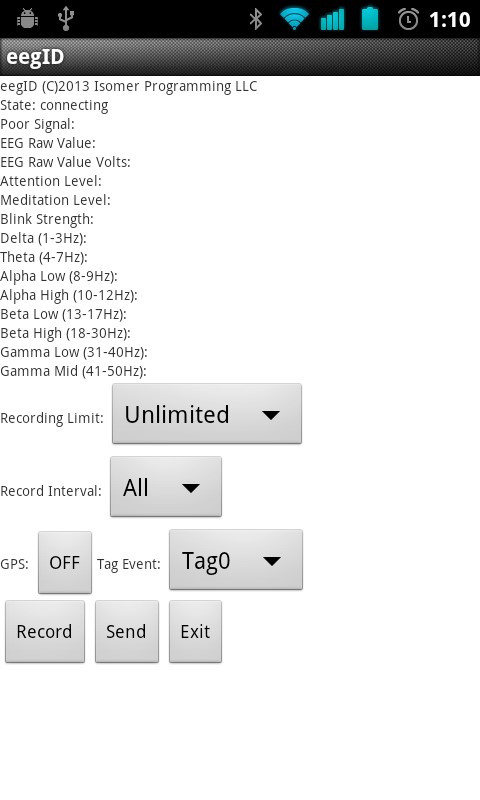 1:10
eegID
eegID (C)2013 Isomer Programming LLC
State: connecting
Poor Signal:
EEG Raw Value:
EEG Raw Value Volts:
Attention Level:
Meditation Level:
Blink Strength:
Delta (1-3Hz):
Theta (4-7Hz):
Alpha Low (8-9Hz):
Alpha High (10-12Hz):
Beta Low (13-17Hz):
Beta High (18-30Hz):
Gamma Low (31-40Hz):
Gamma Mid (41-50Hz):
Recording Limit: Unlimited
Record Interval: All
GPS: OFF Tag Event: Tag0
Record Send Exit